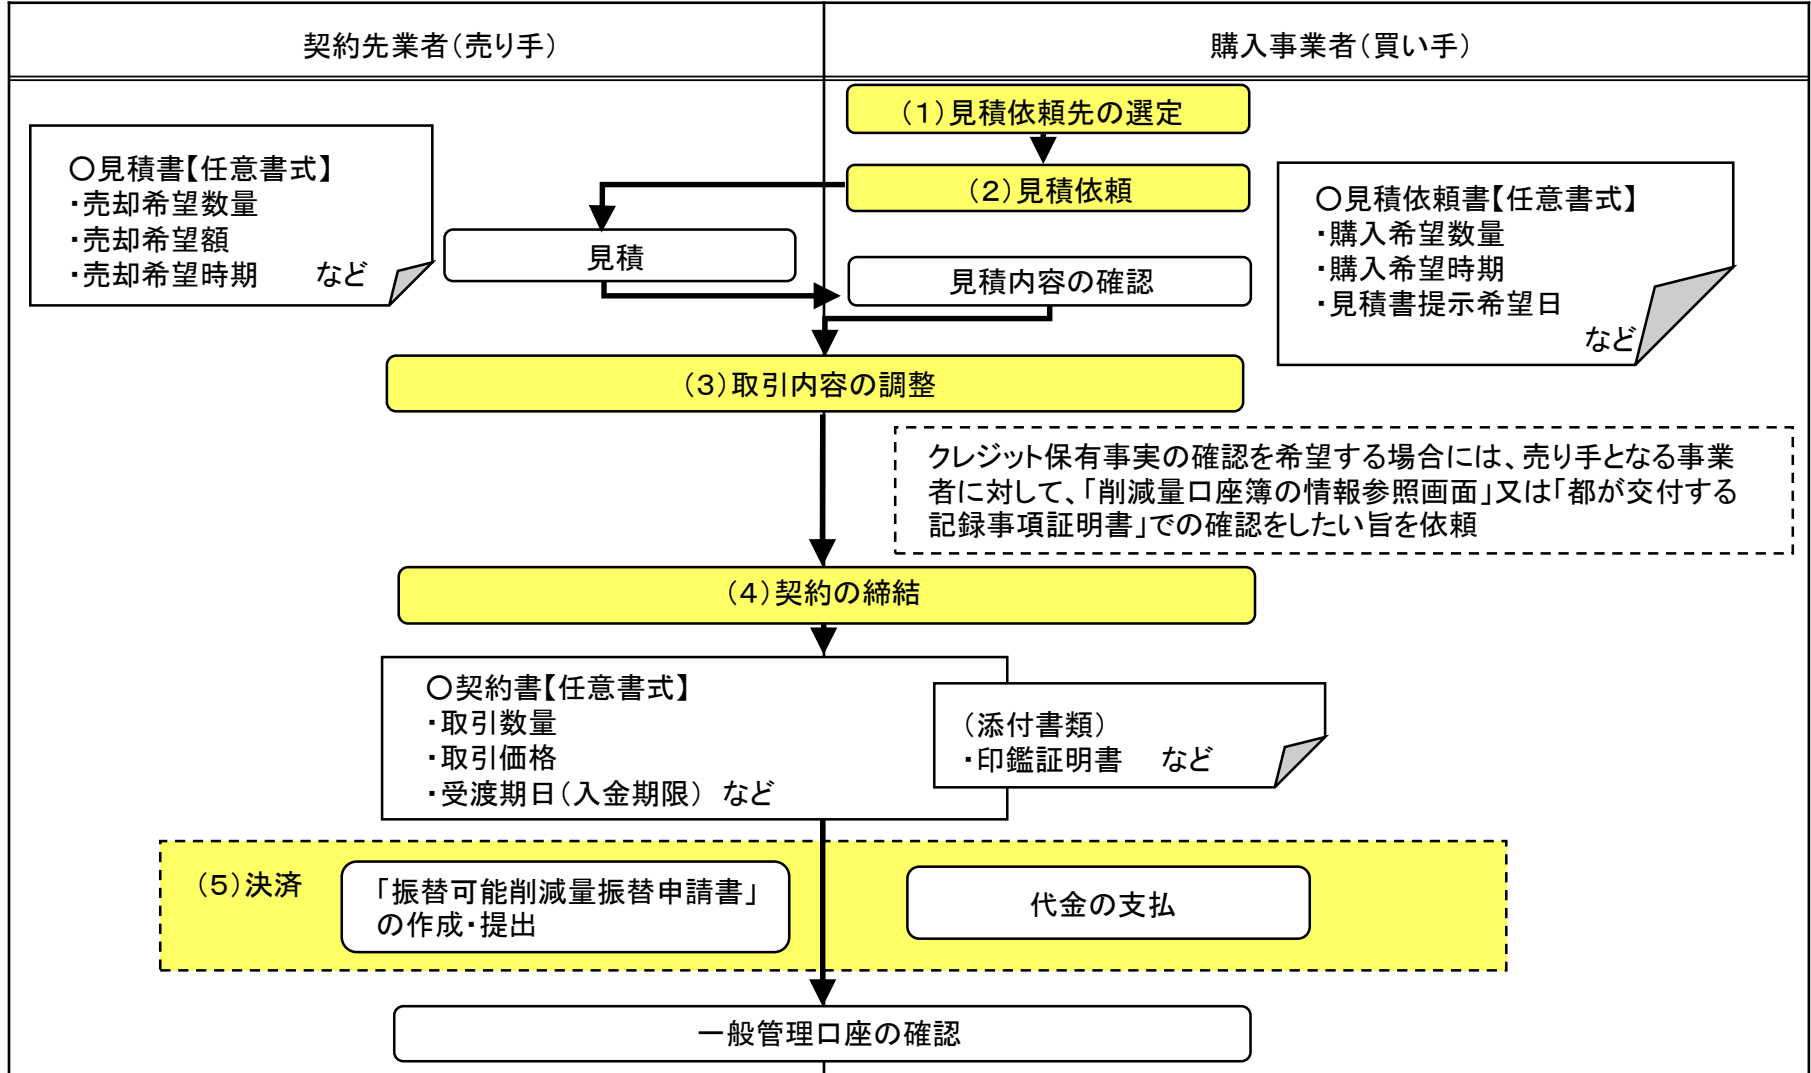 契約先業者（売り手）
購入事業者（買い手）
（1）見積依頼先の選定
〇見積書【任意書式】
・売却希望数量
・売却希望額
・売却希望時期　　など
（2）見積依頼
〇見積依頼書【任意書式】
・購入希望数量
・購入希望時期
・見積書提示希望日
など
見積
見積内容の確認
（3）取引内容の調整
クレジット保有事実の確認を希望する場合には、売り手となる事業
者に対して、「削減量口座簿の情報参照画面」又は「都が交付する
記録事項証明書」での確認をしたい旨を依頼
（4）契約の締結
〇契約書【任意書式】
・取引数量
・取引価格
・受渡期日（入金期限）　など
（添付書類）
・印鑑証明書　など
（5）決済
「振替可能削減量振替申請書」
の作成・提出
代金の支払
一般管理口座の確認